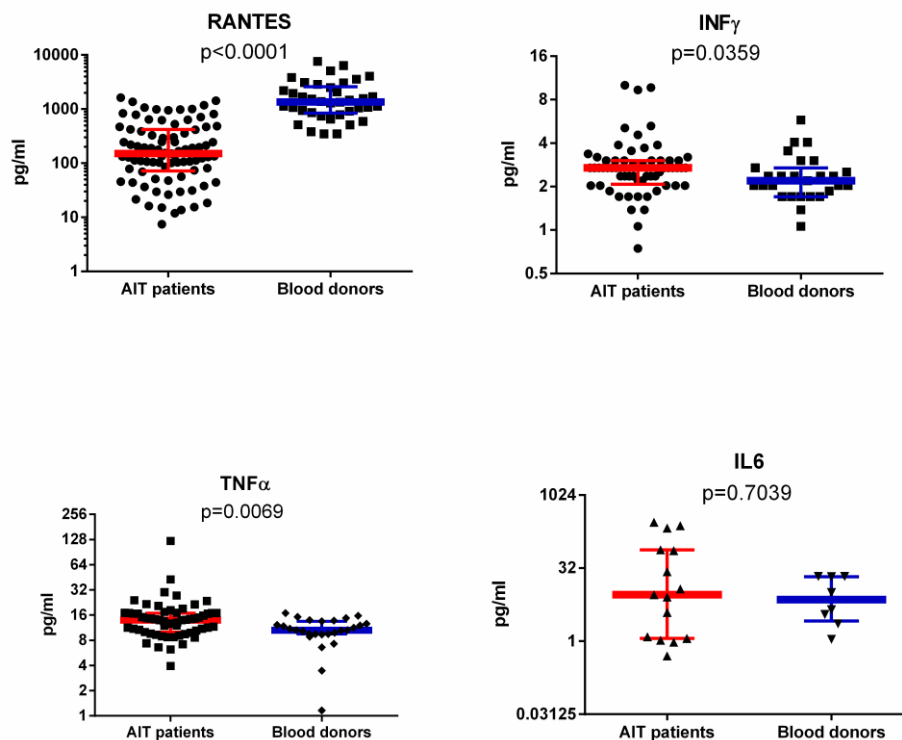 RANTES
p<0.0001
10000
1000
100
10
1
pg/ml
AIT patients
Blood donors
INFγ
p=0.0359
16
8
4
2
1
0.5
pg/ml
AIT patients
Blood donors
TNFα
p=0.0069
256
128
64
32
16
8
4
2
1
pg/ml
AIT patients
Blood donors
IL6
p=0.7039
1024
32
1
0.03125
pg/ml
AIT patients
Blood donors